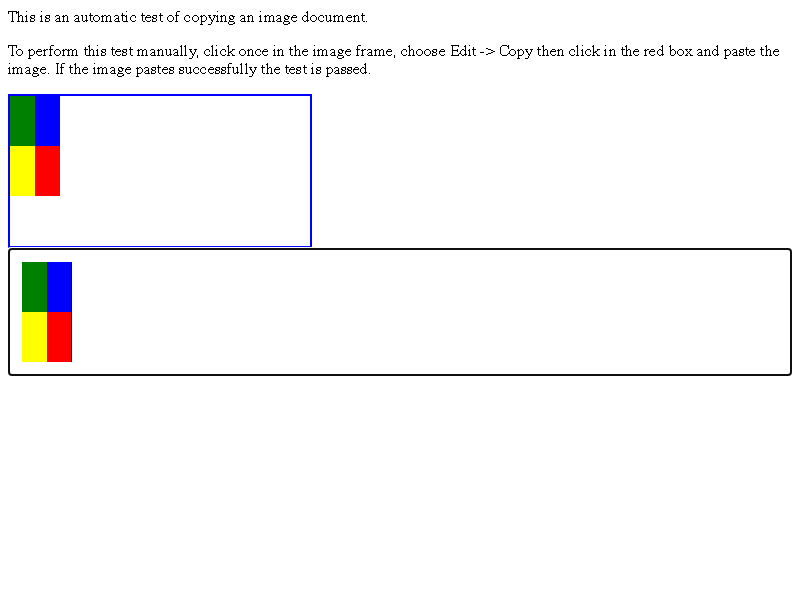 This is an automatic test of copying an image document.
To perform this test manually, click once in the image frame, choose Edit -> Copy then click in the red box and paste the
image. If the image pastes successfully the test is passed.